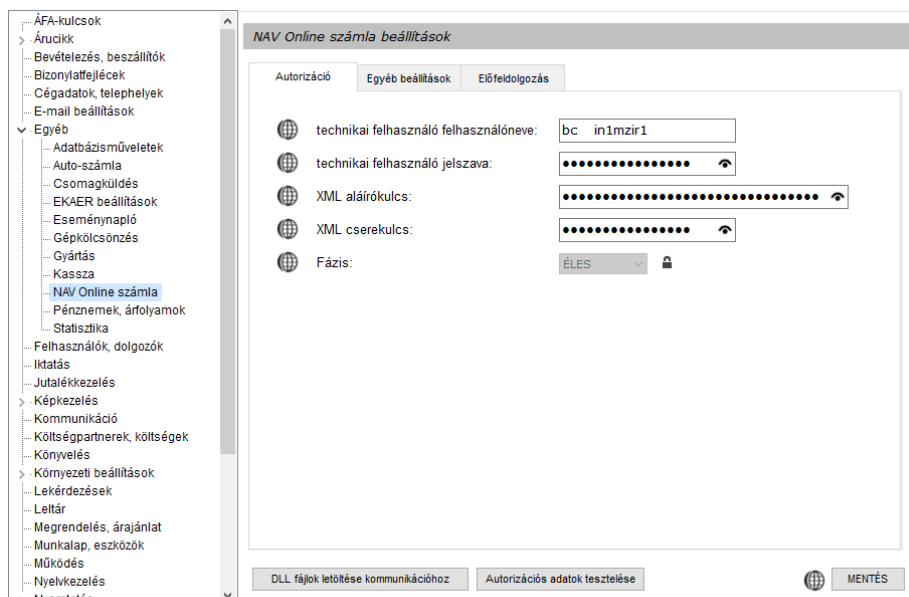 ÁFA-kulcsok
Árucikk
Bevételezés, beszállítók
Bizonylatfejlécek
Cégadatok, telephelyek
E-mail beállítások
Egyéb
Adatbázisműveletek
Auto-számla
Csomagküldés
EKAER beállítások
Eseménynapló
Gépkölcsönzés
Gyártás
Kassza
NAV Online számla
Pénznemek, árfolyamok
Statisztika
Felhasználók, dolgozók
Iktatás
Jutalékkezelés
Képkezelés
Kommunikáció
Költségpartnerek, költségek
Könyvelés
Környezeti beállítások
Lekérdezések
Leltár
Megrendelés, árajánlat
Munkalap, eszközök
Működés
Nyelvkezelés
NAV Online számla beállítások
Autorizáció Egyéb beállítások Előfeldolgozás
technikai felhasználó felhasználóneve: bc in1mzir1
technikai felhasználó jelszava: ••••••••••••••••
XML aláírókulcs: ••••••••••••••••••••••••••••••••
XML cserekulcs: ••••••••••••••••
Fázis: ÉLES
DLL fájlok letöltése kommunikációhoz Autorizációs adatok tesztelése MENTÉS